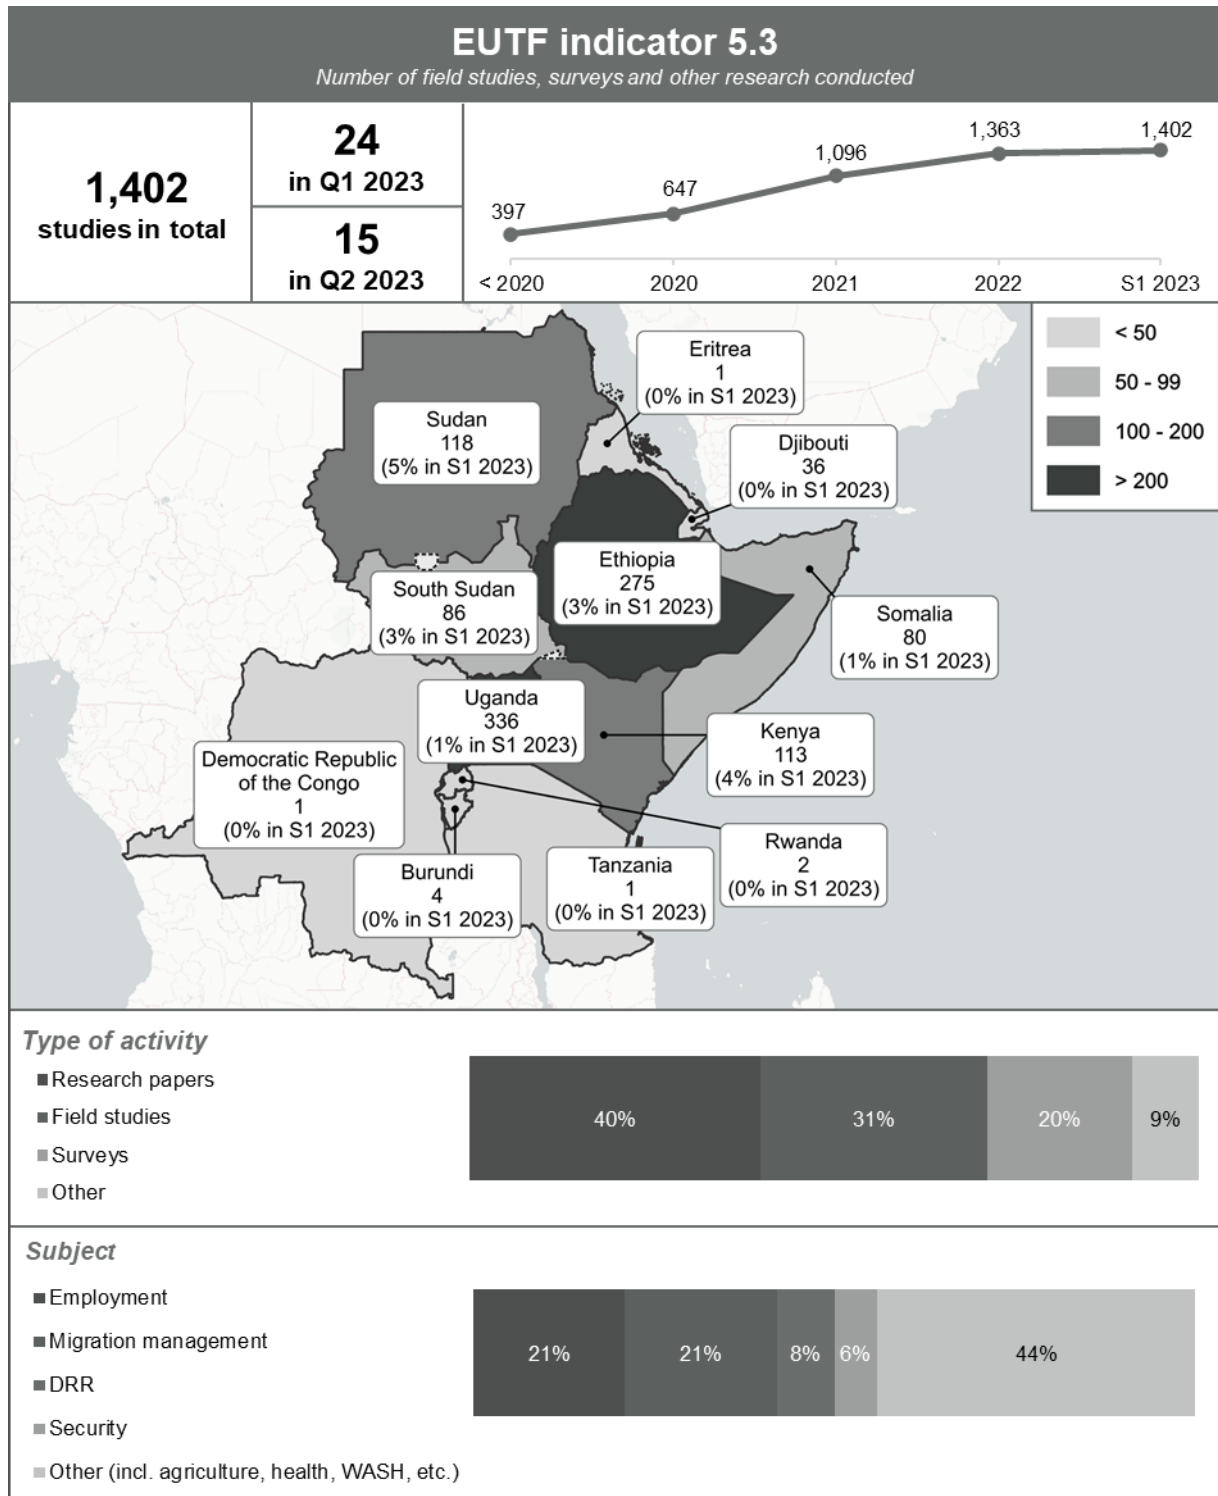 EUTF indicator 5.3
Number of field studies, surveys and other research conducted
1,402
studies in total
24
in Q1 2023
15
in Q2 2023
397
647
1,096
1,363
1,402
< 2020
2020
2021
2022
S1 2023
< 50
50 - 99
100 - 200
> 200
Eritrea
1
(0% in S1 2023)
Sudan
118
(5% in S1 2023)
Djibouti
36
(0% in S1 2023)
Ethiopia
275
(3% in S1 2023)
South Sudan
86
(3% in S1 2023)
Somalia
80
(1% in S1 2023)
Uganda
336
(1% in S1 2023)
Kenya
113
(4% in S1 2023)
Democratic Republic
of the Congo
1
(0% in S1 2023)
Rwanda
2
(0% in S1 2023)
Burundi
4
(0% in S1 2023)
Tanzania
1
(0% in S1 2023)
Type of activity
Research papers
Field studies
Surveys
Other
40%
31%
20%
9%
Subject
Employment
Migration management
DRR
Security
Other (incl. agriculture, health, WASH, etc.)
21%
21%
8%
6%
44%